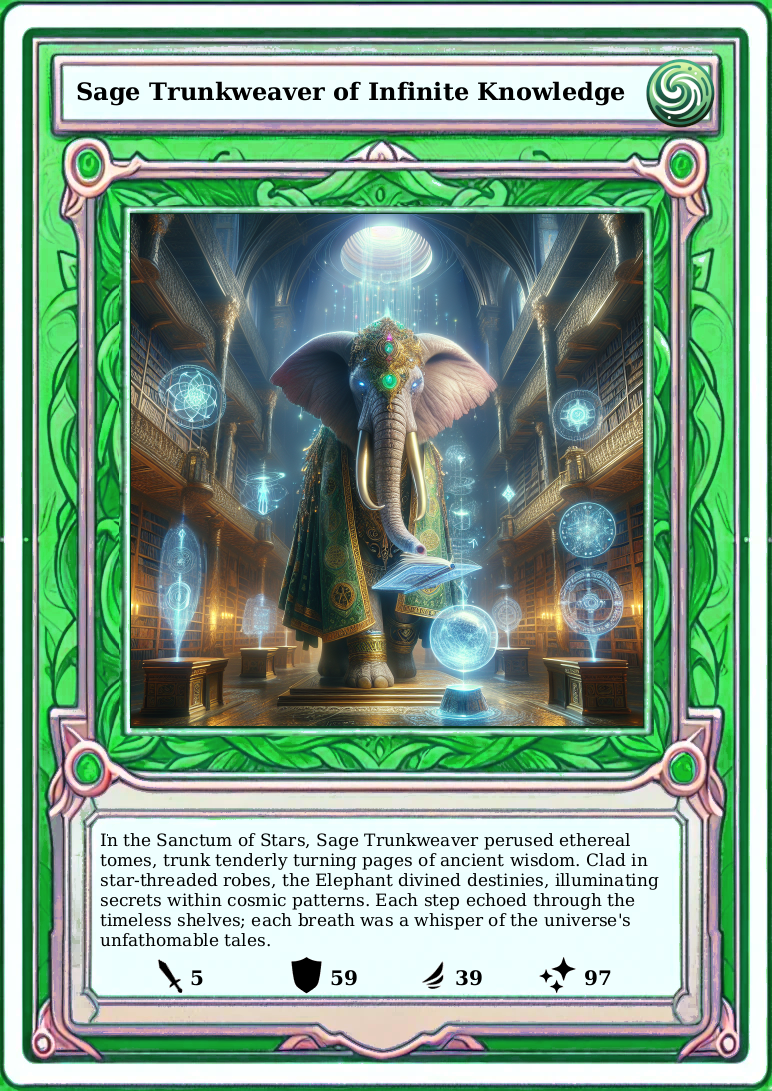 Sage Trunkweaver of Infinite Knowledge
In the Sanctum of Stars, Sage Trunkweaver perused ethereal
tomes, trunk tenderly turning pages of ancient wisdom. Clad in
star-threaded robes, the Elephant divined destinies, illuminating
secrets within cosmic patterns. Each step echoed through the
timeless shelves; each breath was a whisper of the universe's
unfathomable tales.
5 59 39 97